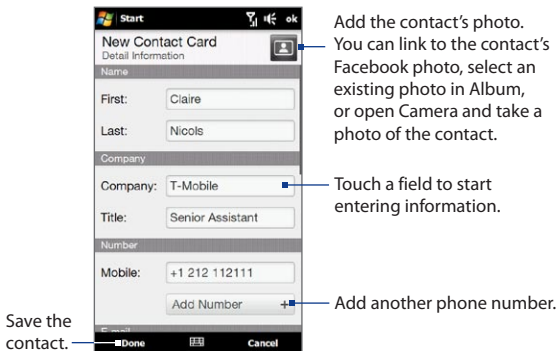 Start
ok
New Contact Card
Detail Information
Name
First: Claire
Last: Nicols
Company
Company: T-Mobile
Title: Senior Assistant
Number
Mobile: +1 212 112111
Add Number +
E-mail
Done
Cancel
Add the contact’s photo.
You can link to the contact’s
Facebook photo, select an
existing photo in Album,
or open Camera and take a
photo of the contact.
Touch a field to start
entering information.
Add another phone number.
Save the
contact.